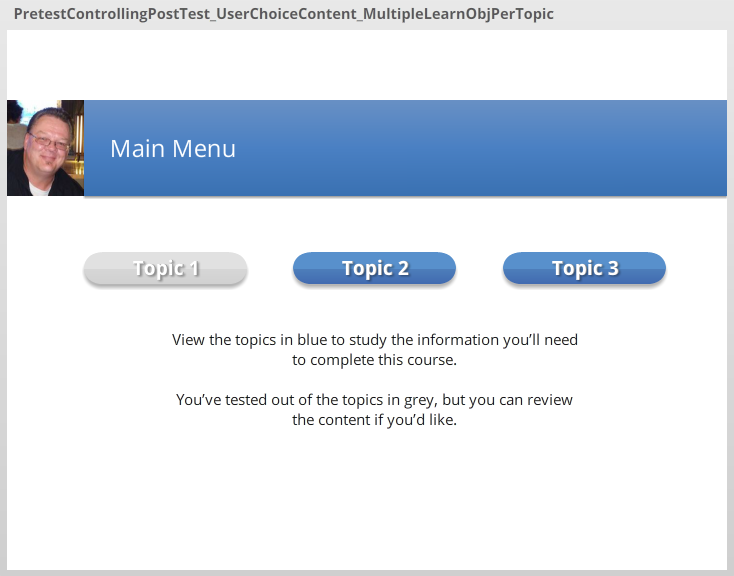 PretestControllingPostTest_UserChoiceContent_MultipleLearnObjPerTopic
Main Menu
Topic 1
Topic 2
Topic 3
View the topics in blue to study the information you’ll need
to complete this course.
You’ve tested out of the topics in grey, but you can review
the content if you’d like.